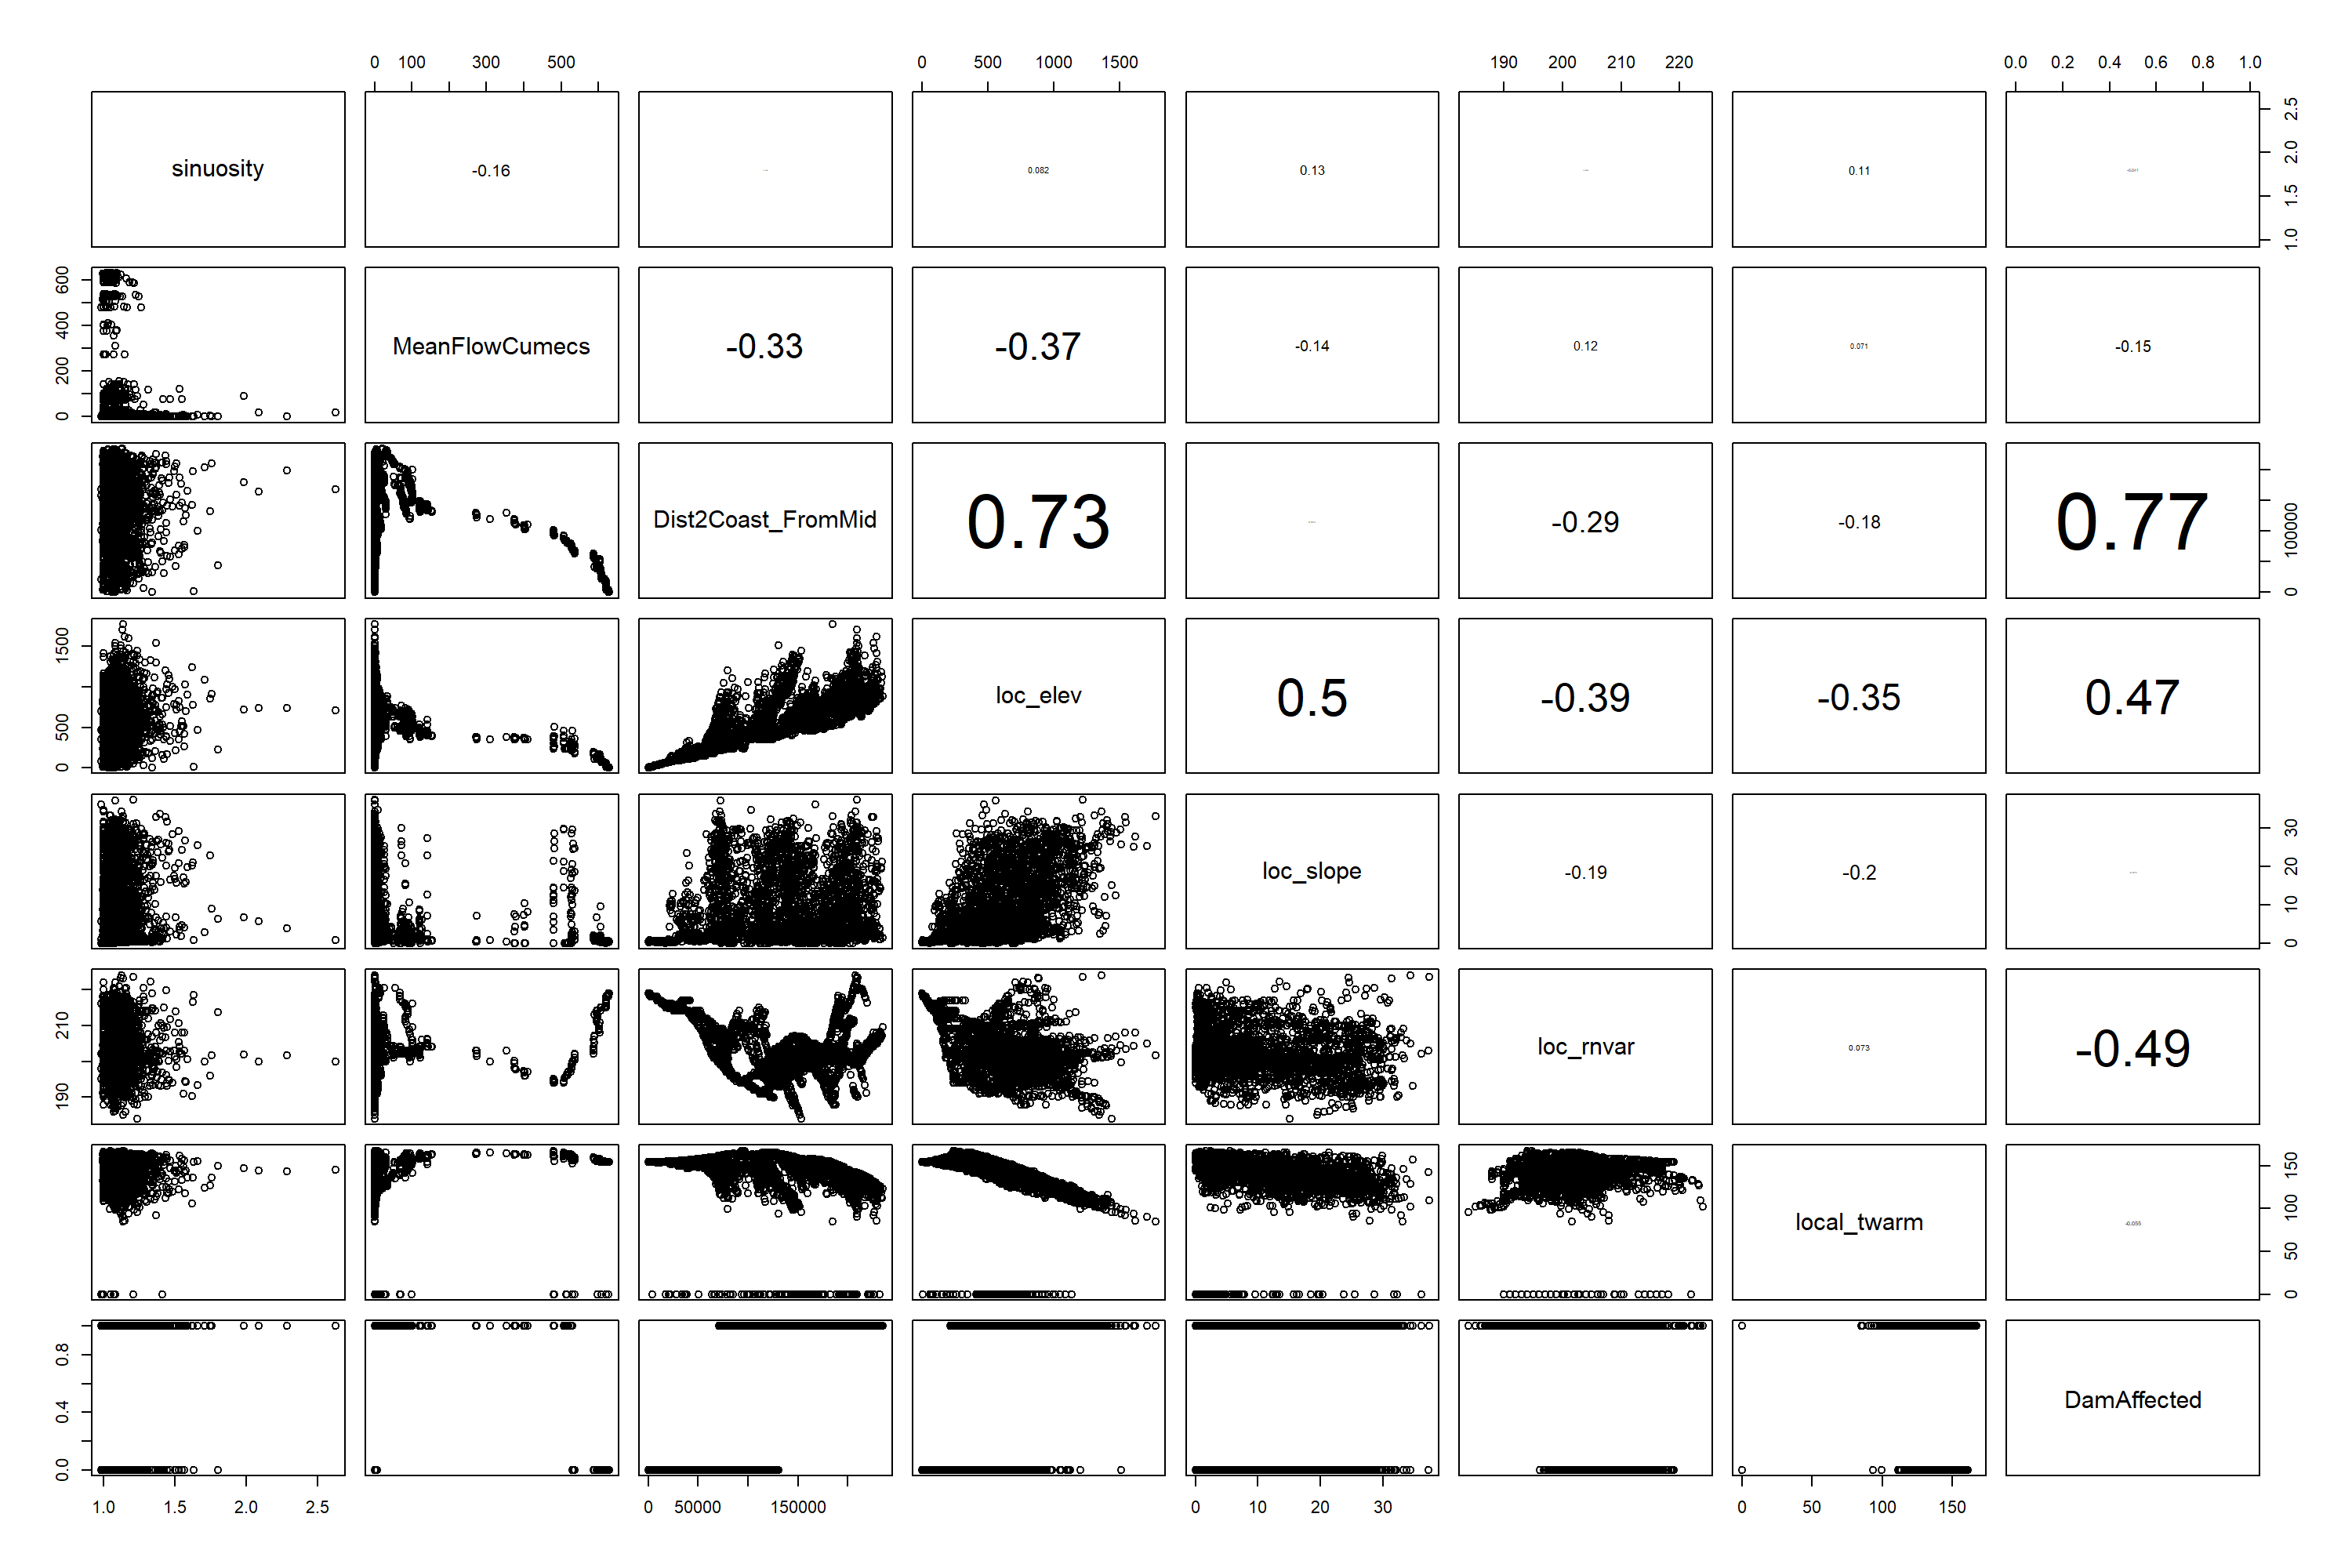 0 100 300 500 0 500 1000 1500 190 200 210 220 0.0 0.2 0.4 0.6 0.8 1.0
sinuosity -0.16 0.082 0.13 0.11 1.0 1.5 2.0 2.5
0 200 400 600 MeanFlowCumecs -0.33 -0.37 -0.14 0.12 0.071 -0.15
Dist2Coast_FromMid 0.73 -0.29 -0.18 0.77 0 100000
0 500 1500 loc_elev 0.5 -0.39 -0.35 0.47
loc_slope -0.19 -0.2 0 10 20 30
190 210 loc_rnvar 0.073 -0.49
local_twarm -0.055 0 50 100 150
0.0 0.4 0.8 DamAffected
1.0 1.5 2.0 2.5 0 50000 150000 0 10 20 30 0 50 100 150